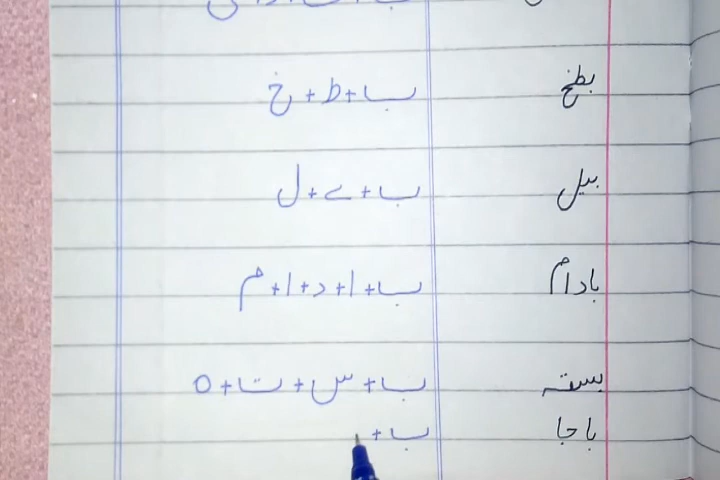 بطخ ب+ط+خ
بیل ب+ے+ل
بادام ب+ا+د+ا+م
بستہ ب+س+ت+ہ
باجا ب+